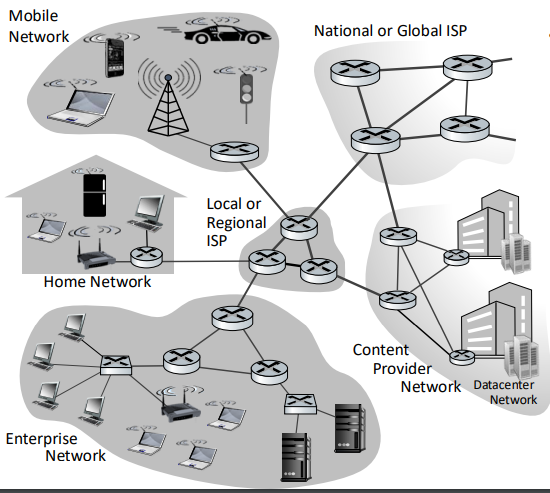 Mobile
Network
National or Global ISP
Local or
Regional
ISP
Home Network
Content
Provider
Network
Datacenter
Network
Enterprise
Network